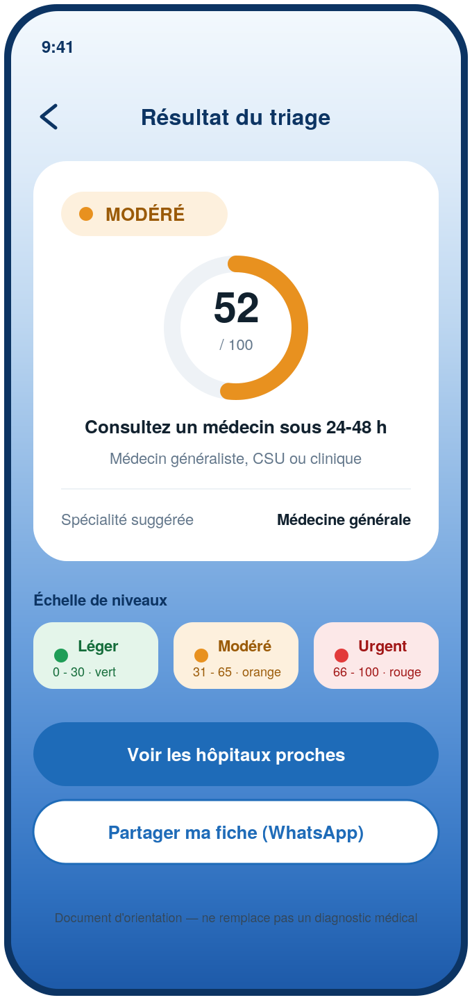 9:41
Résultat du triage
MODÉRÉ
52
/ 100
Consultez un médecin sous 24-48 h
Médecin généraliste, CSU ou clinique
Spécialité suggérée
Médecine générale
Échelle de niveaux
Léger
0 - 30 · vert
Modéré
31 - 65 · orange
Urgent
66 - 100 · rouge
Voir les hôpitaux proches
Partager ma fiche (WhatsApp)
Document d'orientation — ne remplace pas un diagnostic médical